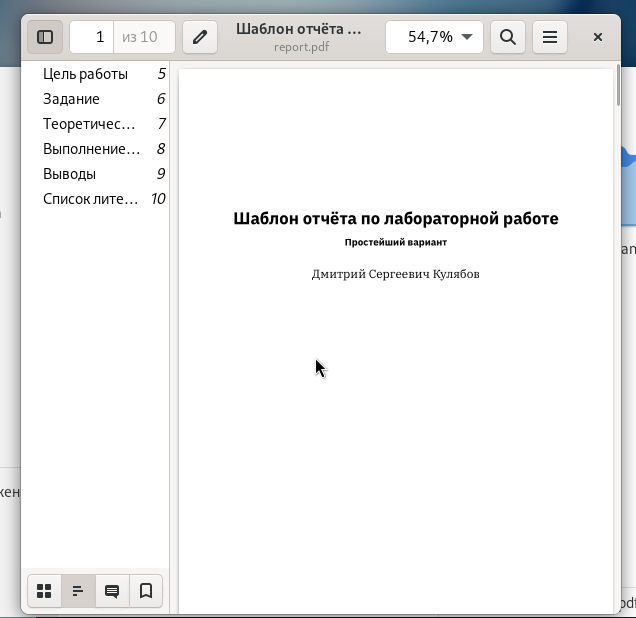 1 из 10
Шаблон отчёта …
report.pdf
54,7%
Цель работы 5
Задание 6
Теоретичес… 7
Выполнение… 8
Выводы 9
Список лите… 10
Шаблон отчёта по лабораторной работе
Простейший вариант
Дмитрий Сергеевич Кулябов